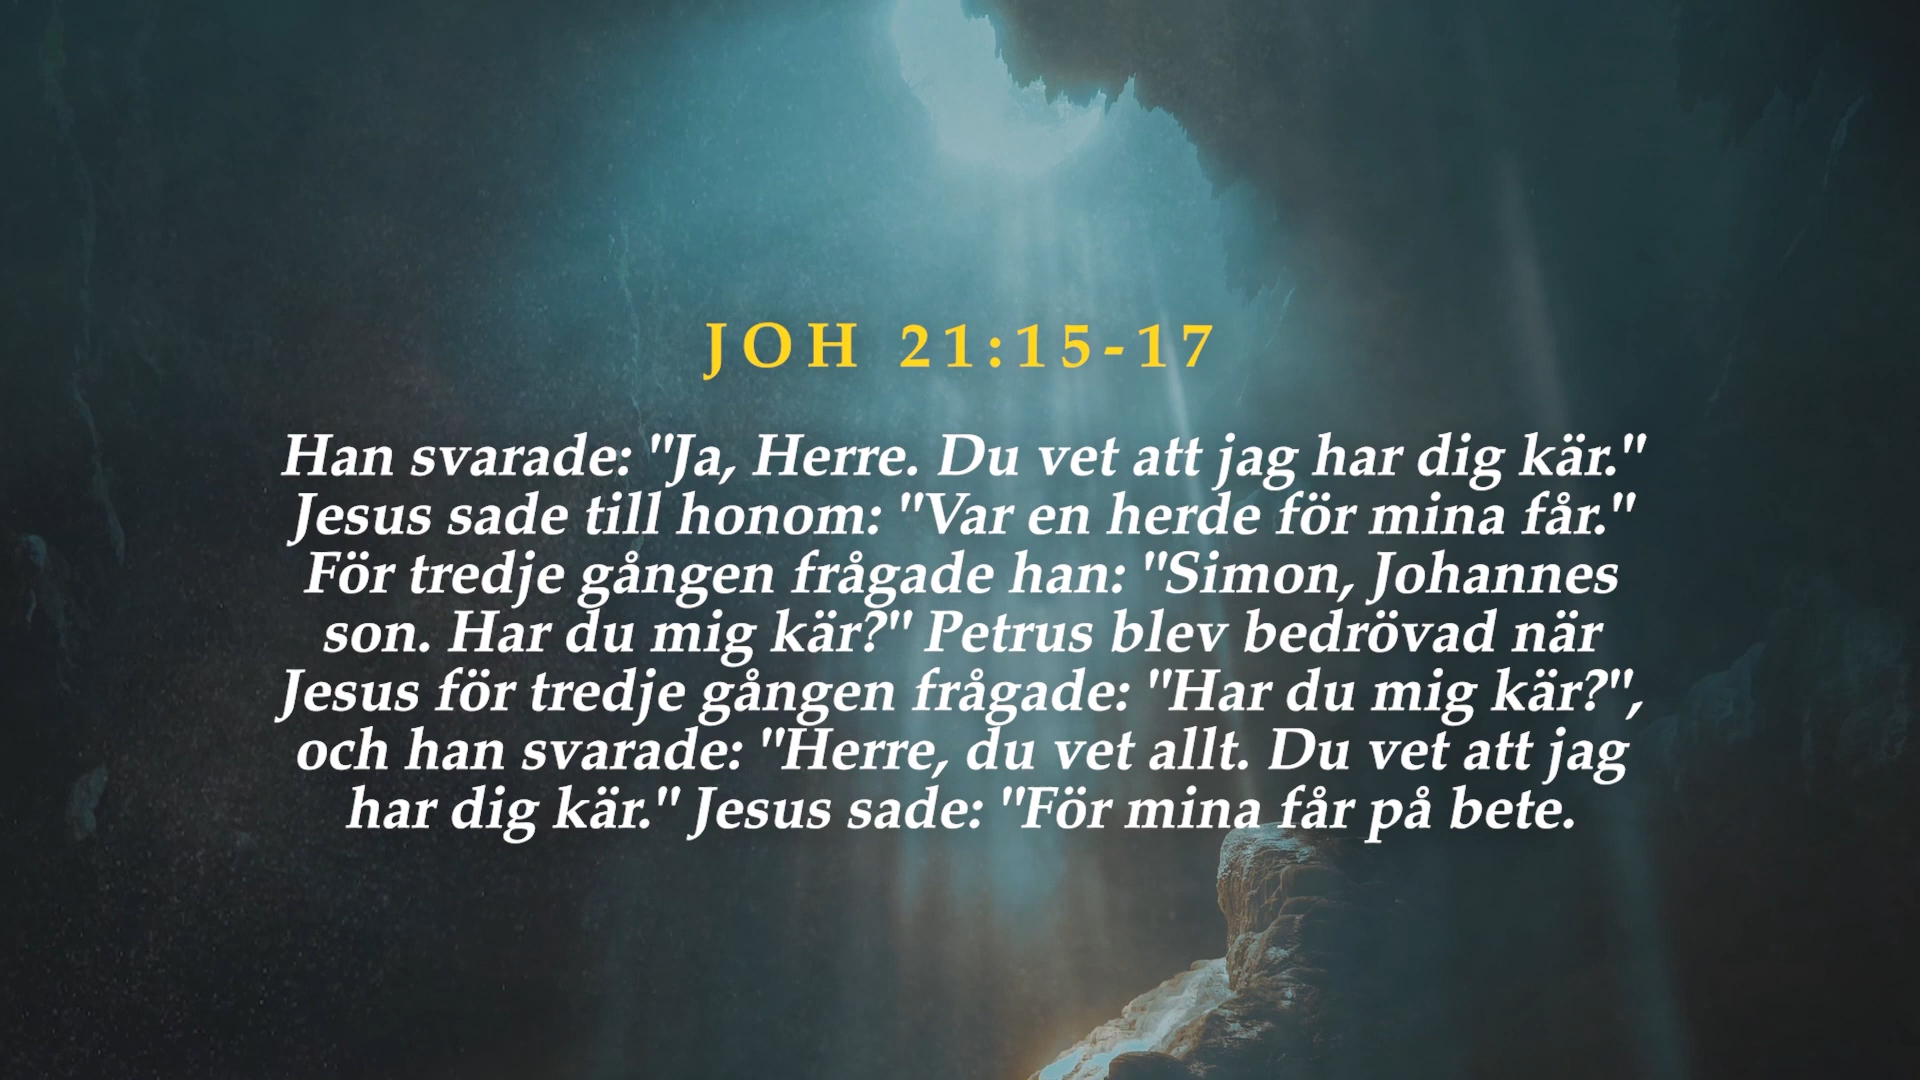 JOH 21:15-17
Han svarade: "Ja, Herre. Du vet att jag har dig kär."
Jesus sade till honom: "Var en herde för mina får."
För tredje gången frågade han: "Simon, Johannes
son. Har du mig kär?" Petrus blev bedrövad när
Jesus för tredje gången frågade: "Har du mig kär?",
och han svarade: "Herre, du vet allt. Du vet att jag
har dig kär." Jesus sade: "För mina får på bete.